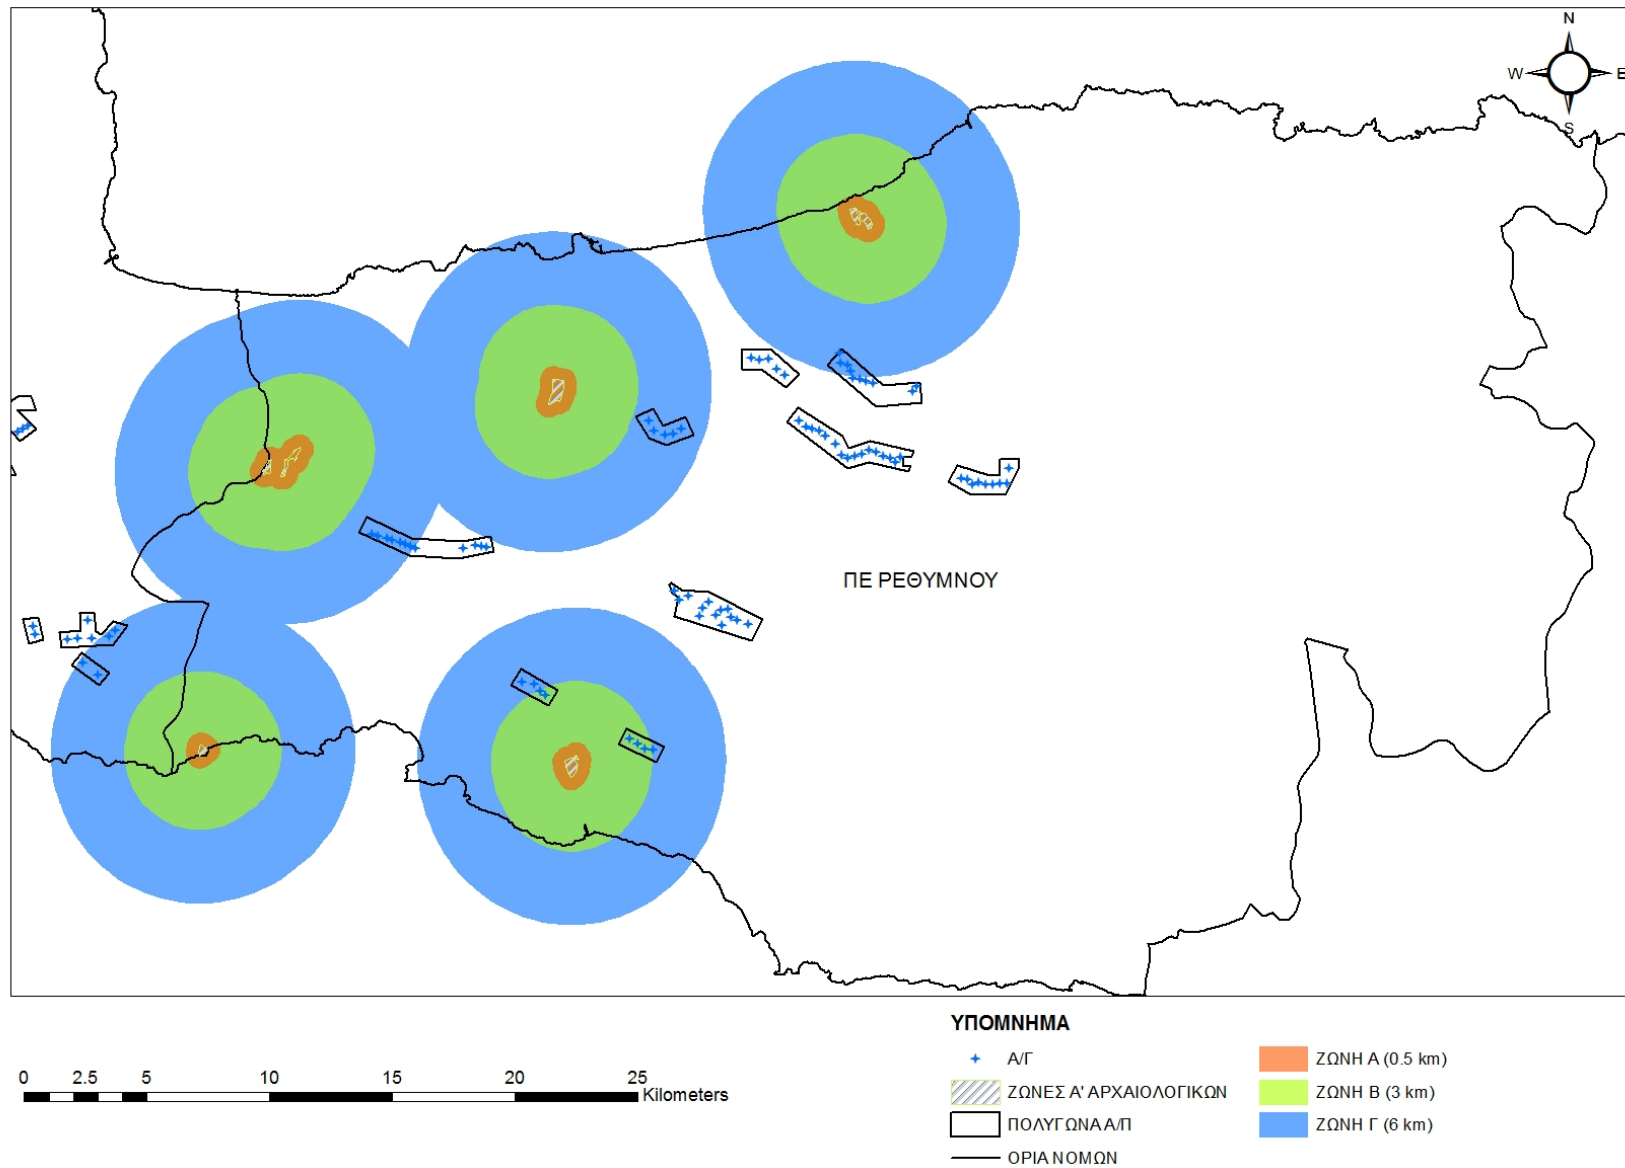 N
W E
S
ΠΕ ΡΕΘΥΜΝΟΥ
ΥΠΟΜΝΗΜΑ
Α/Γ
ΖΩΝΕΣ Α' ΑΡΧΑΙΟΛΟΓΙΚΩΝ
ΠΟΛΥΓΩΝΑ Α/Π
ΟΡΙΑ ΝΟΜΩΝ
ΖΩΝΗ Α (0.5 km)
ΖΩΝΗ Β (3 km)
ΖΩΝΗ Γ (6 km)
0 2.5 5 10 15 20 25
Kilometers